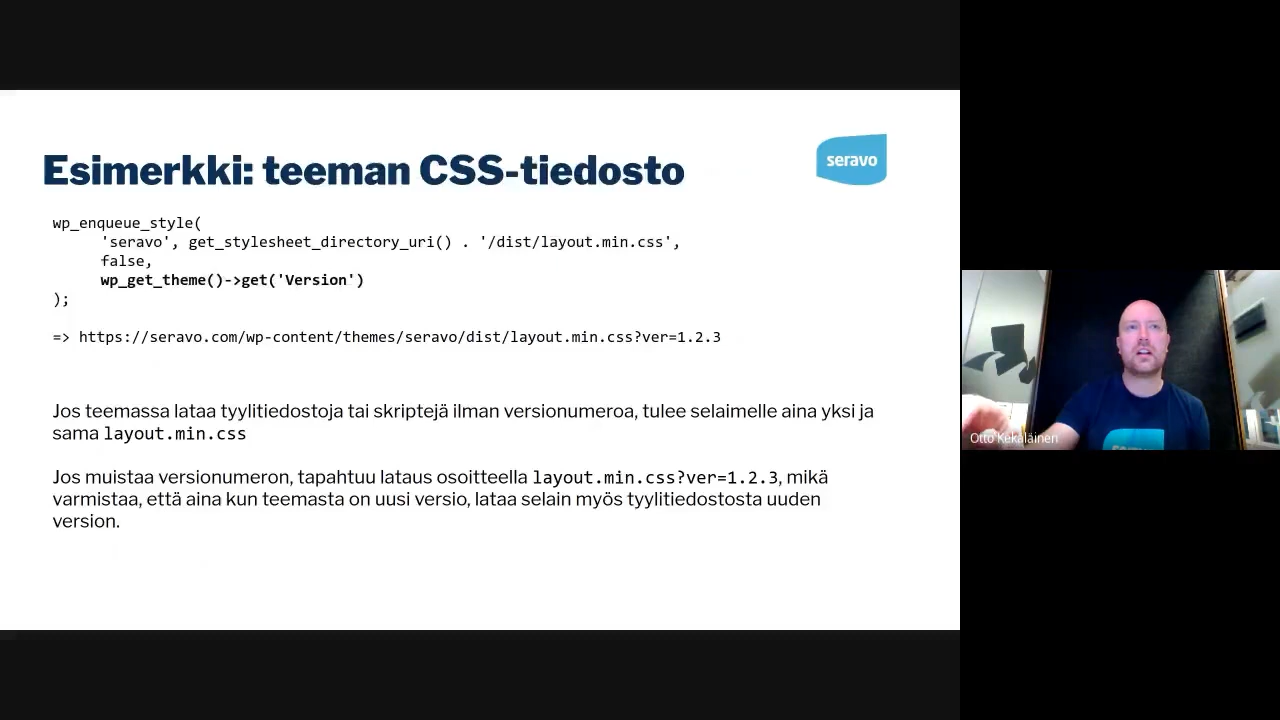 Esimerkki: teeman CSS-tiedosto
seravo
wp_enqueue_style(
'seravo', get_stylesheet_directory_uri() . '/dist/layout.min.css',
false,
wp_get_theme()->get('Version')
);
=> https://seravo.com/wp-content/themes/seravo/dist/layout.min.css?ver=1.2.3
Jos teemassa lataa tyylitiedostoja tai skriptejä ilman versionumeroa, tulee selaimelle aina yksi ja
sama layout.min.css
Jos muistaa versionumeron, tapahtuu lataus osoitteella layout.min.css?ver=1.2.3, mikä
varmistaa, että aina kun teemasta on uusi versio, lataa selain myös tyylitiedostosta uuden
version.
Otto Kekäläinen